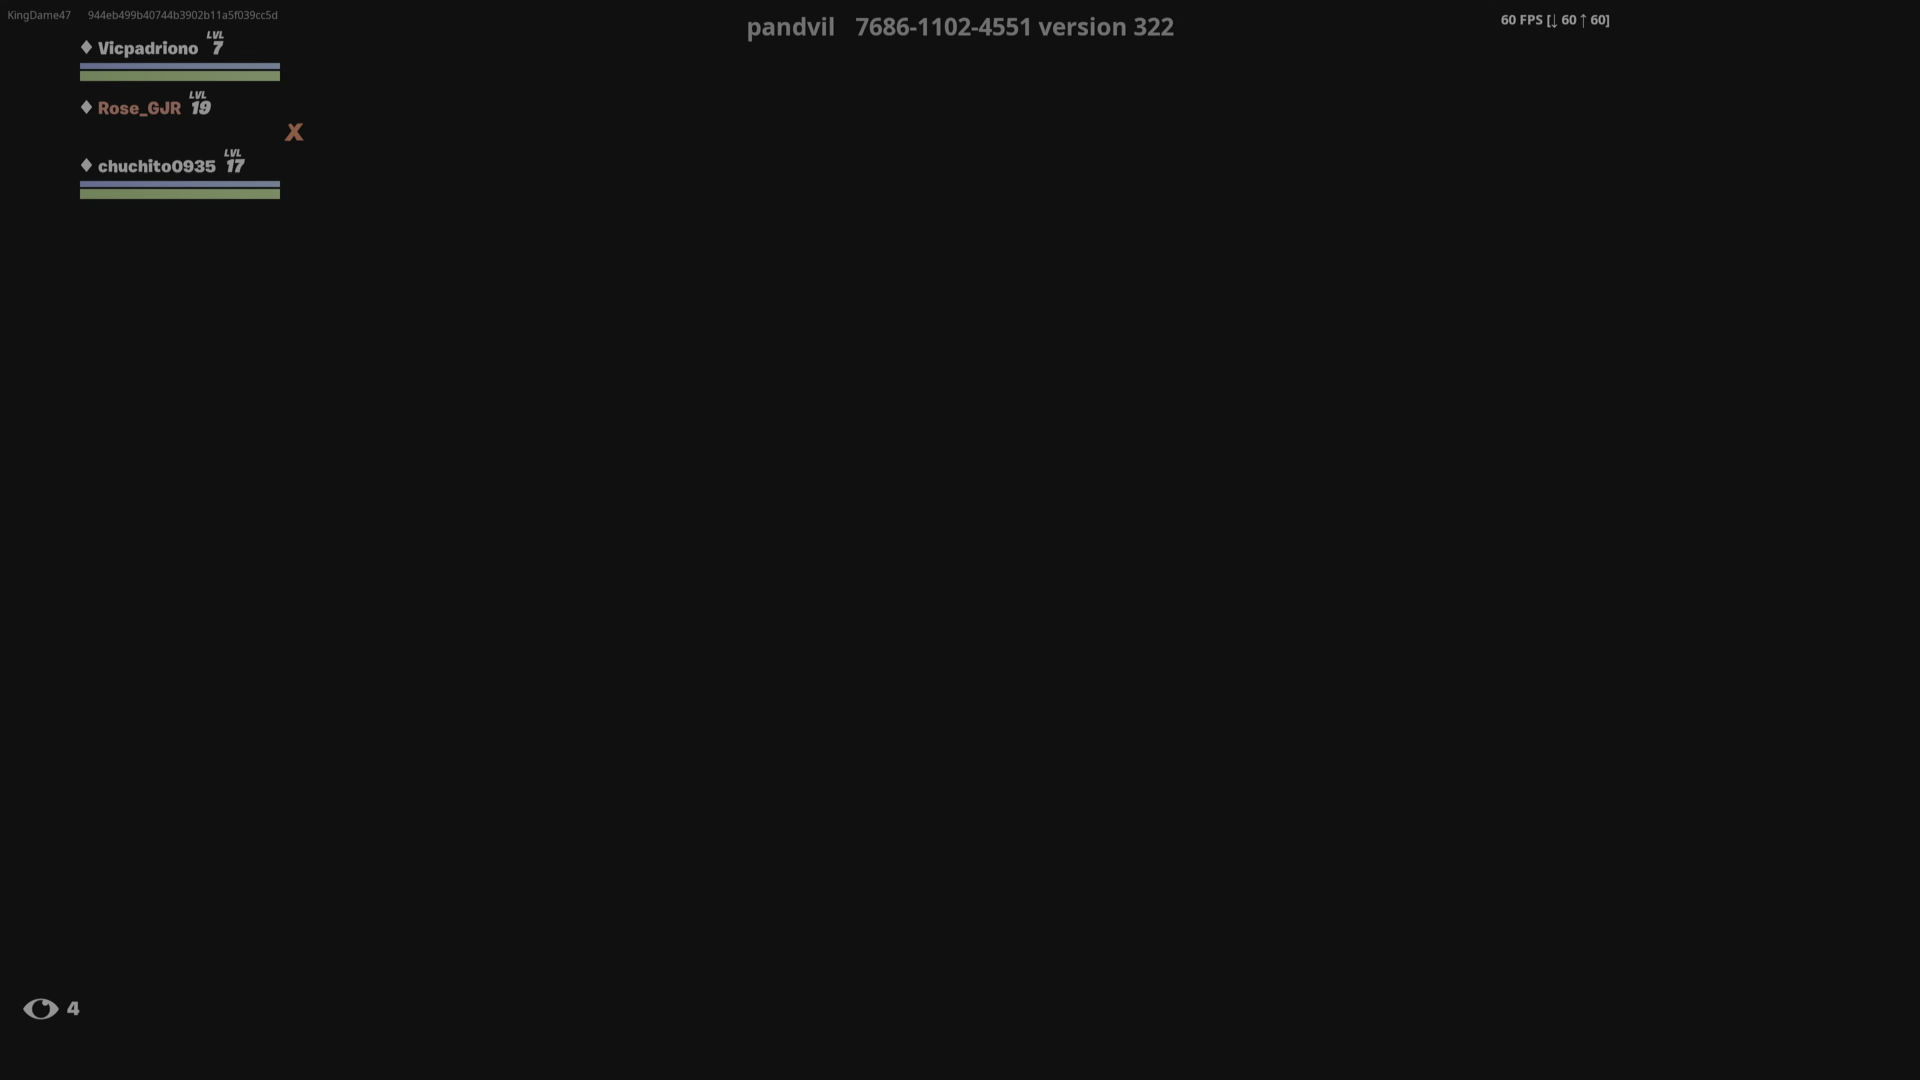 KingDame47 944eb499b40744b3902b11a5f039cc5d
pandvil 7686-1102-4551 version 322
60 FPS [↓ 60 ↑ 60]
Vicpadriono LVL 7
Rose_GJR LVL 19
X
chuchito0935 LVL 17
4